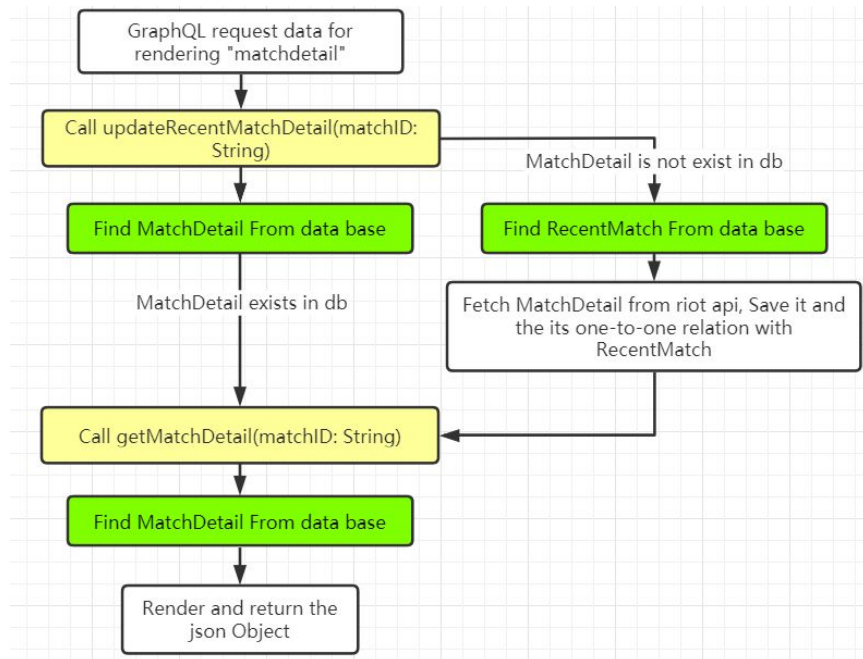 GraphQL request data for
rendering "matchdetail"
Call updateRecentMatchDetail(matchID:
String)
MatchDetail is not exist in db
Find MatchDetail From data base
Find RecentMatch From data base
MatchDetail exists in db
Fetch MatchDetail from riot api, Save it and
the its one-to-one relation with
RecentMatch
Call getMatchDetail(matchID: String)
Find MatchDetail From data base
Render and return the
json Object